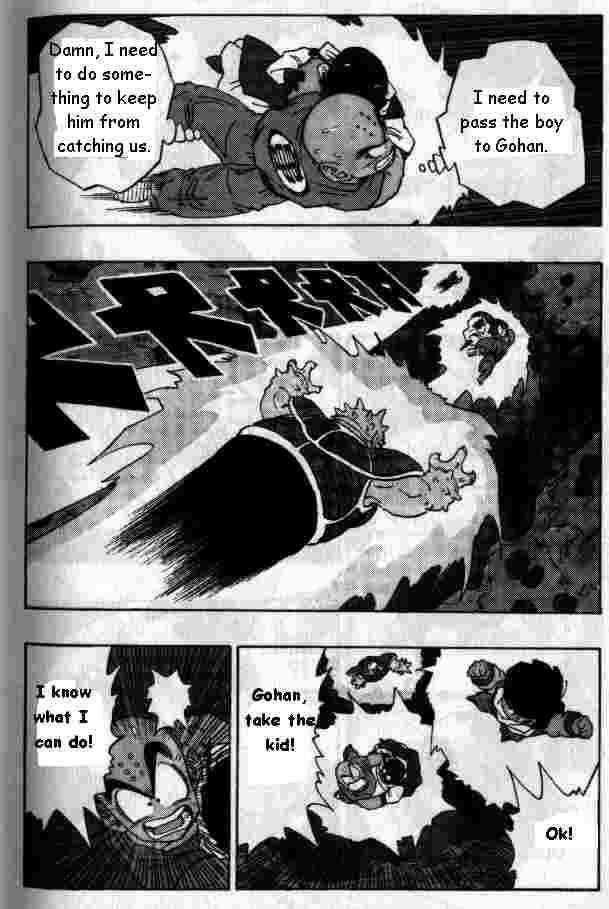 I need to
pass the boy
to Gohan.
Damn, I need
to do some-
thing to keep
him from
catching us.
Gohan,
take the
kid!
Ok!
I know
what I
can do!